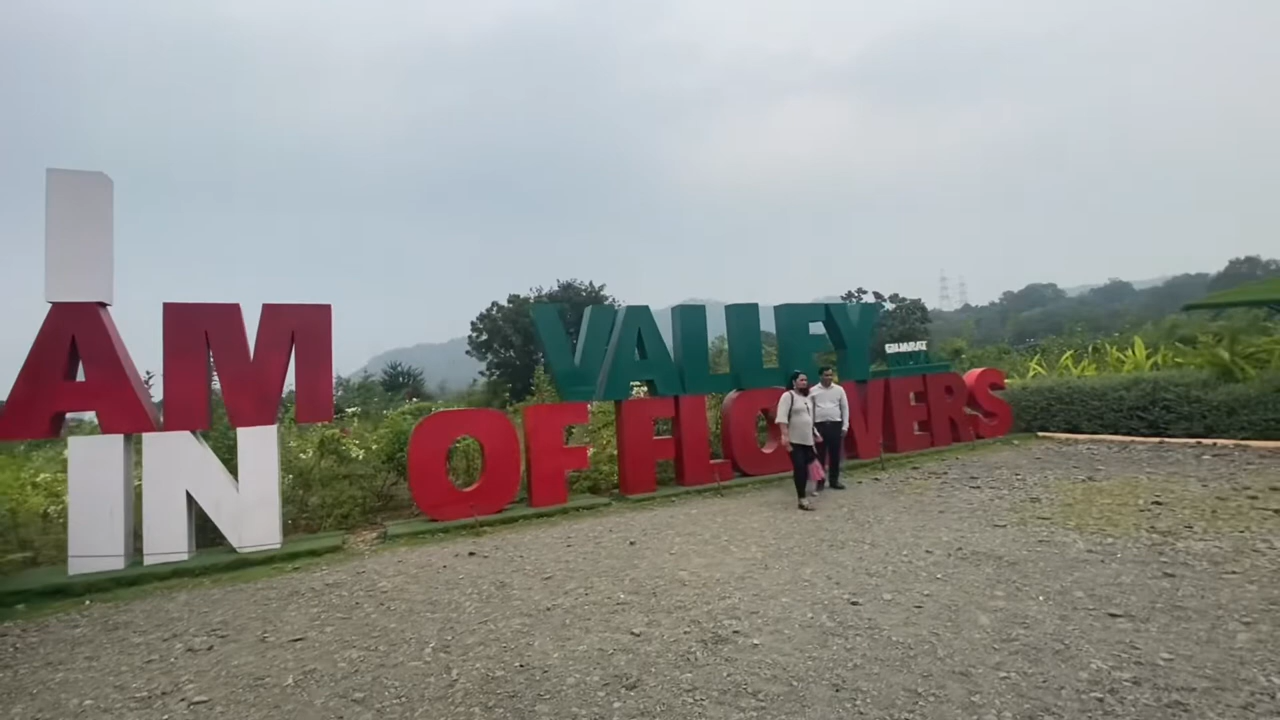 I
AM
IN
VALLEY
OF FLOWERS
GUJARAT